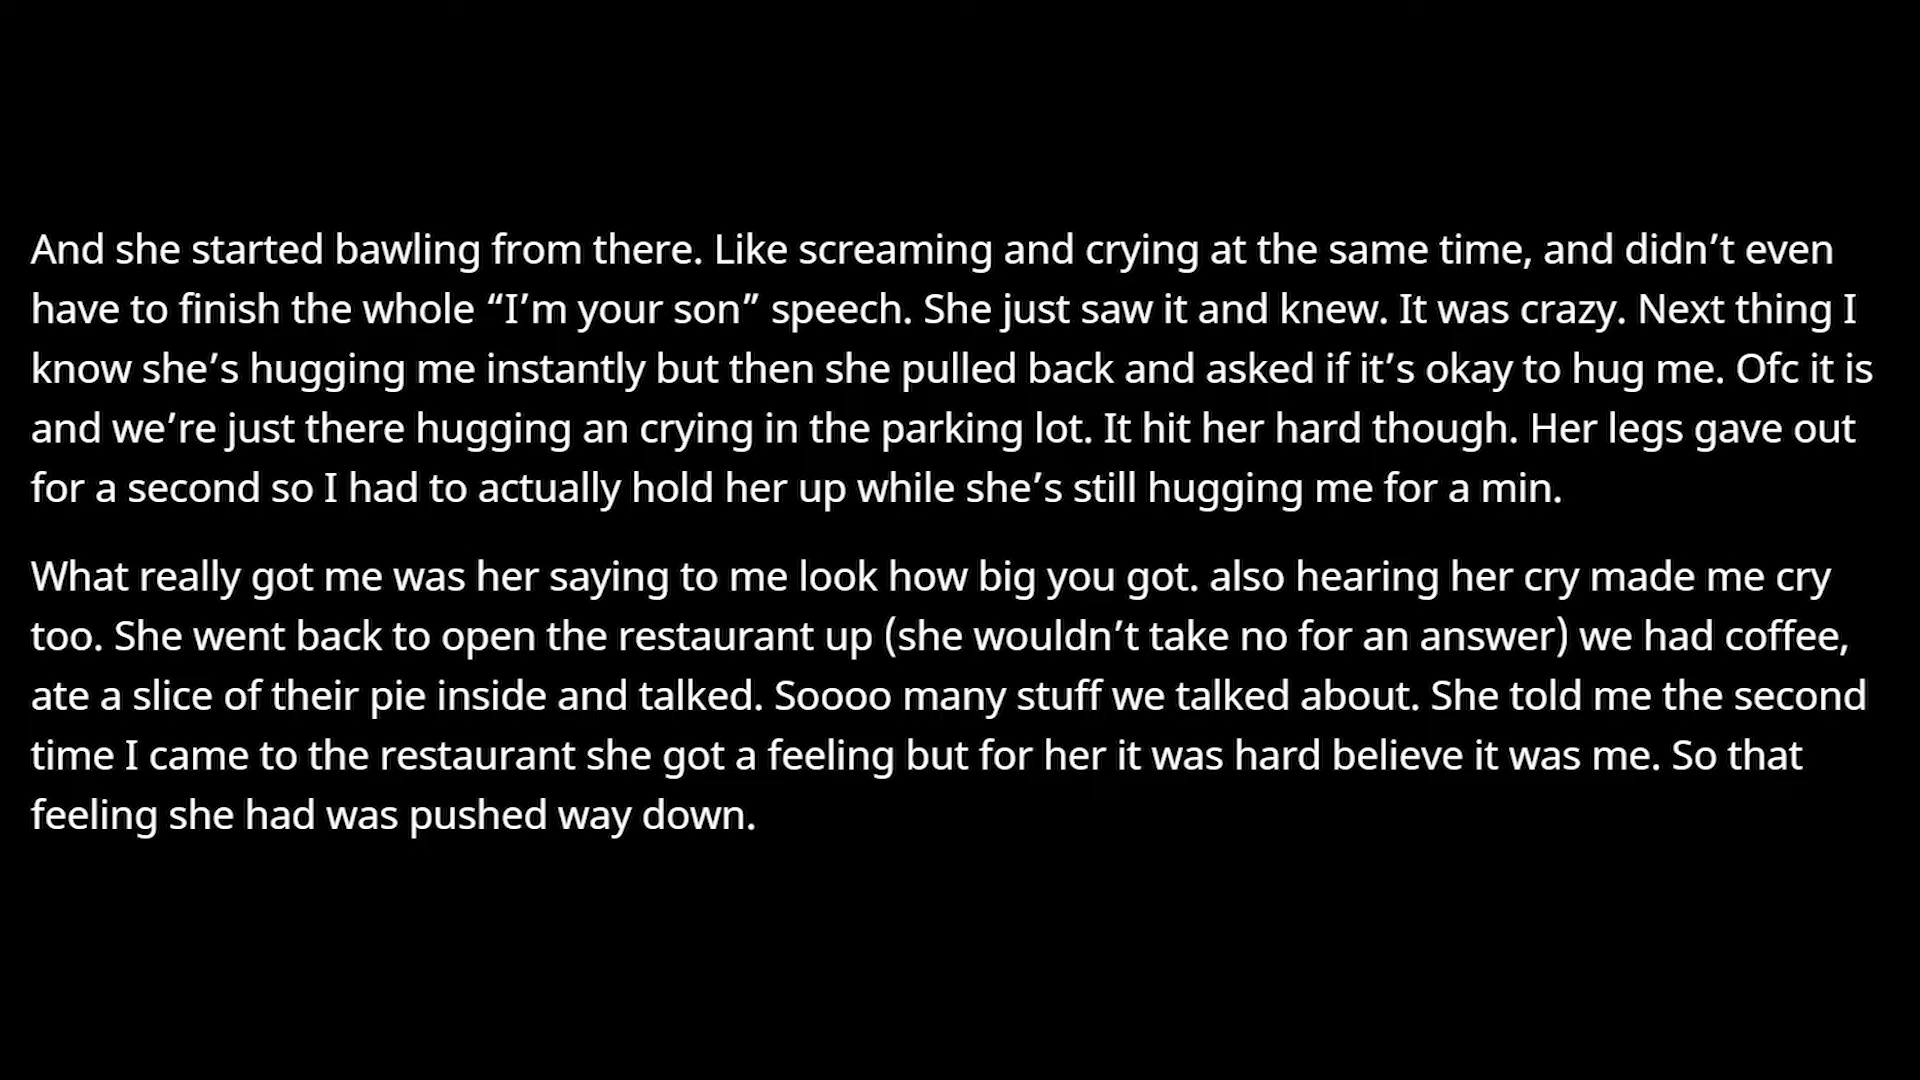 And she started bawling from there. Like screaming and crying at the same time, and didn’t even
have to finish the whole “I’m your son” speech. She just saw it and knew. It was crazy. Next thing I
know she’s hugging me instantly but then she pulled back and asked if it’s okay to hug me. Ofc it is
and we’re just there hugging an crying in the parking lot. It hit her hard though. Her legs gave out
for a second so I had to actually hold her up while she’s still hugging me for a min.
What really got me was her saying to me look how big you got. also hearing her cry made me cry
too. She went back to open the restaurant up (she wouldn’t take no for an answer) we had coffee,
ate a slice of their pie inside and talked. Soooo many stuff we talked about. She told me the second
time I came to the restaurant she got a feeling but for her it was hard believe it was me. So that
feeling she had was pushed way down.